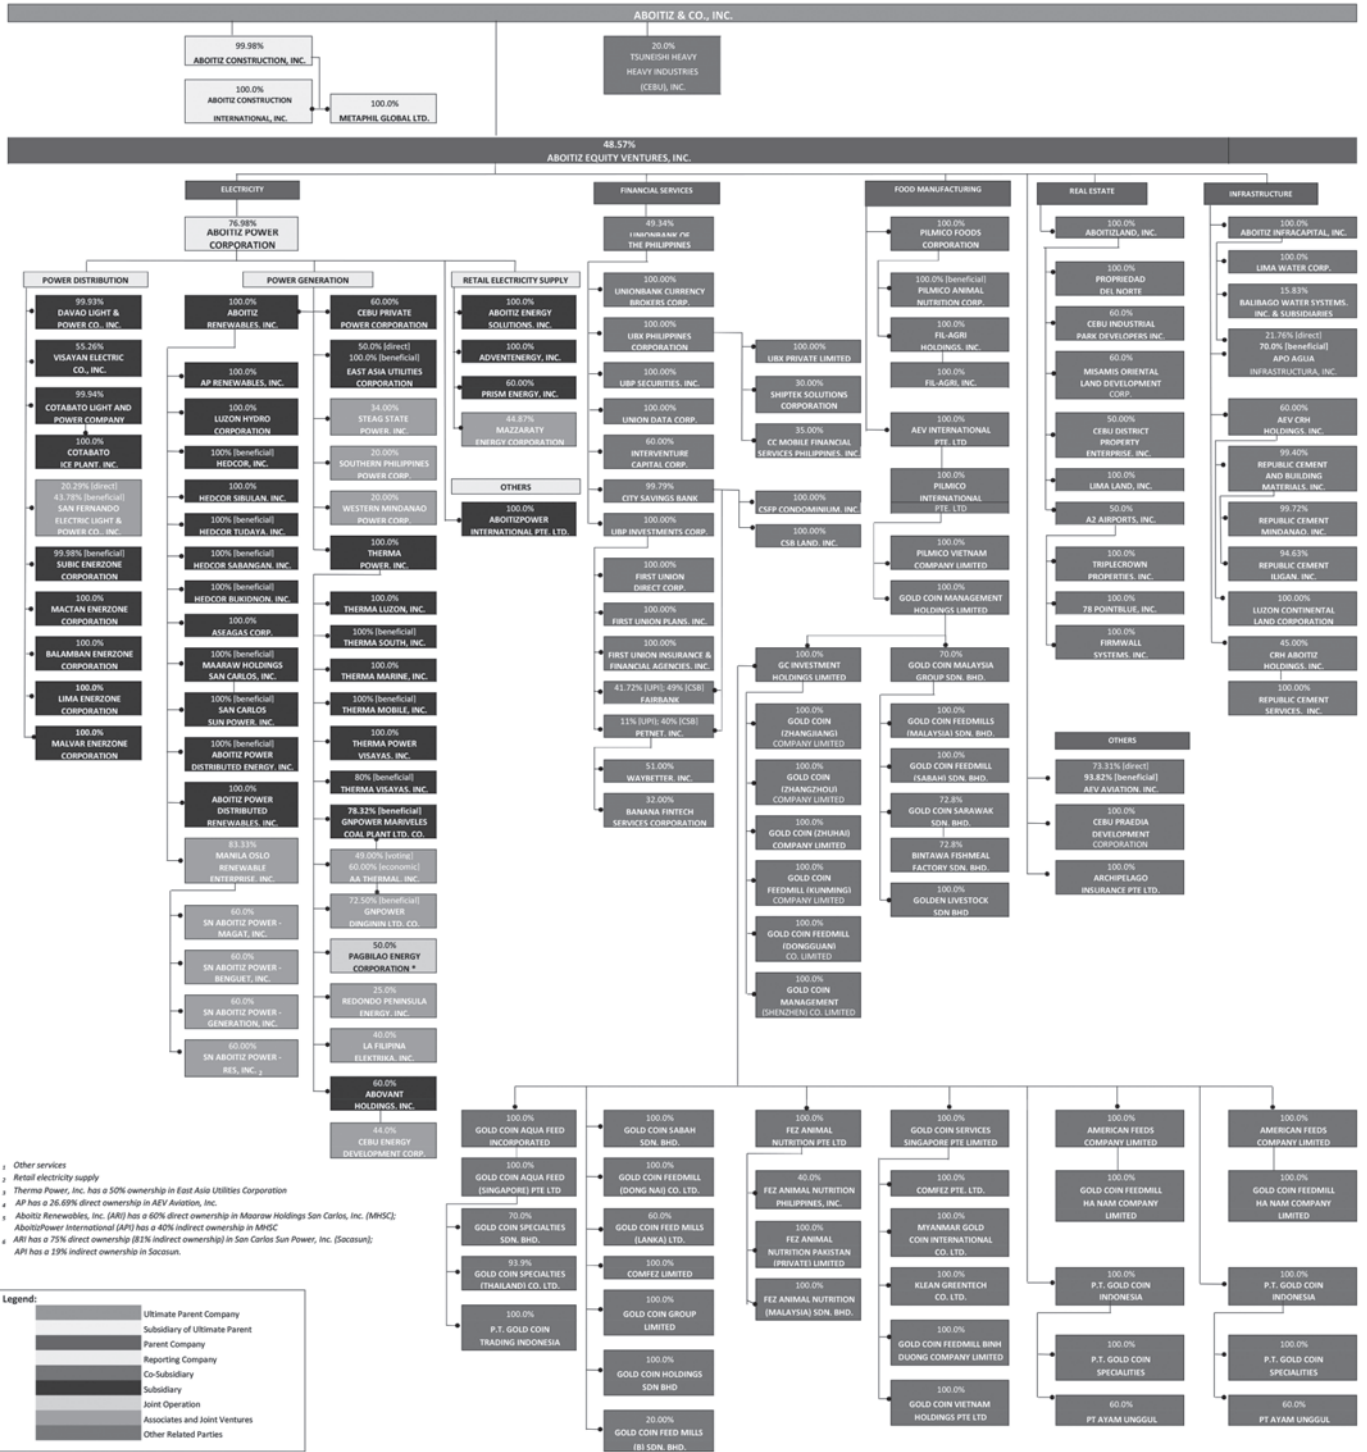 ABOITIZ & CO., INC.
99.98%
ABOITIZ CONSTRUCTION, INC.
100.0%
ABOITIZ CONSTRUCTION
INTERNATIONAL, INC.
100.0%
METAPHIL GLOBAL LTD.
20.0%
TSUNEISHI HEAVY
HEAVY INDUSTRIES
(CEBU), INC.
48.57%
ABOITIZ EQUITY VENTURES, INC.
ELECTRICITY
76.98%
ABOITIZ POWER
CORPORATION
POWER DISTRIBUTION
99.93%
DAVAO LIGHT &
POWER CO., INC.
55.26%
VISAYAN ELECTRIC
CO., INC.
99.94%
COTABATO LIGHT AND
POWER COMPANY
100.0%
COTABATO
ICE PLANT. INC.
20.29% [direct]
43.78% [beneficial]
SAN FERNANDO
ELECTRIC LIGHT &
POWER CO., INC.
99.98% [beneficial]
SUBIC ENERZONE
CORPORATION
100.0%
MACTAN ENERZONE
CORPORATION
100.0%
BALAMBAN ENERZONE
CORPORATION
100.0%
LIMA ENERZONE
CORPORATION
100.0%
MALVAR ENERZONE
CORPORATION
POWER GENERATION
100.0%
ABOITIZ
RENEWABLES. INC.
100.0%
AP RENEWABLES, INC.
100.0%
LUZON HYDRO
CORPORATION
100% [beneficial]
HEDCOR, INC.
100.0%
HEDCOR SIBULAN. INC.
100% [beneficial]
HEDCOR TUDAYA. INC.
100% [beneficial]
HEDCOR SABANGAN. INC.
100% [beneficial]
HEDCOR BUKIDNON. INC.
100.0%
ASEAGAS CORP.
100% [beneficial]
MAARAW HOLDINGS
SAN CARLOS, INC.
100% [beneficial]
SAN CARLOS
SUN POWER. INC.
100% [beneficial]
ABOITIZ POWER
DISTRIBUTED ENERGY. INC.
100.0%
ABOITIZ POWER
DISTRIBUTED
RENEWABLES. INC.
83.33%
MANILA OSLO
RENEWABLE
ENTERPRISE. INC.
60.0%
SN ABOITIZ POWER -
MAGAT, INC.
60.0%
SN ABOITIZ POWER -
BENGUET, INC.
60.0%
SN ABOITIZ POWER -
GENERATION, INC.
60.00%
SN ABOITIZ POWER -
RES, INC. 2
60.00%
CEBU PRIVATE
POWER CORPORATION
50.0% [direct]
100.0% [beneficial]
EAST ASIA UTILITIES
CORPORATION
34.00%
STEAG STATE
POWER. INC.
20.00%
SOUTHERN PHILIPPINES
POWER CORP.
20.00%
WESTERN MINDANAO
POWER CORP.
100.0%
THERMA
POWER. INC.
100.0%
THERMA LUZON, INC.
100% [beneficial]
THERMA SOUTH, INC.
100.0%
THERMA MARINE, INC.
100% [beneficial]
THERMA MOBILE, INC.
100.0%
THERMA POWER
VISAYAS. INC.
80% [beneficial]
THERMA VISAYAS. INC.
78.32% [beneficial]
GNPOWER MARIVELES
COAL PLANT LTD. CO.
49.00% [voting]
60.00% [economic]
AA THERMAL. INC.
72.50% [beneficial]
GNPOWER
DINGININ LTD. CO.
50.0%
PAGBILAO ENERGY
CORPORATION *
25.0%
REDONDO PENINSULA
ENERGY. INC.
40.0%
LA FILIPINA
ELEKTRIKA. INC.
60.0%
ABOVANT
HOLDINGS. INC.
44.0%
CEBU ENERGY
DEVELOPMENT CORP.
RETAIL ELECTRICITY SUPPLY
100.0%
ABOITIZ ENERGY
SOLUTIONS. INC.
100.0%
ADVENTENERGY, INC.
60.00%
PRISM ENERGY, INC.
44.87%
MAZZARATY
ENERGY CORPORATION
OTHERS
100.0%
ABOITIZPOWER
INTERNATIONAL PTE. LTD.
FINANCIAL SERVICES
49.34%
UNIONBANK OF
THE PHILIPPINES
100.00%
UNIONBANK CURRENCY
BROKERS CORP.
100.00%
UBX PHILIPPINES
CORPORATION
100.00%
UBP SECURITIES. INC.
100.00%
UNION DATA CORP.
60.00%
INTERVENTURE
CAPITAL CORP.
99.79%
CITY SAVINGS BANK
100.00%
UBP INVESTMENTS CORP.
100.00%
FIRST UNION
DIRECT CORP.
100.00%
FIRST UNION PLANS. INC.
100.00%
FIRST UNION INSURANCE &
FINANCIAL AGENCIES. INC.
41.72% [UPI]; 49% [CSB]
FAIRBANK
11% [UPI]; 40% [CSB]
PETNET. INC.
51.00%
WAYBETTER. INC.
32.00%
BANANA FINTECH
SERVICES CORPORATION
100.00%
UBX PRIVATE LIMITED
30.00%
SHIPTEK SOLUTIONS
CORPORATION
35.00%
CC MOBILE FINANCIAL
SERVICES PHILIPPINES. INC.
100.00%
CSFP CONDOMINIUM. INC.
100.00%
CSB LAND. INC.
FOOD MANUFACTURING
100.0%
PILMICO FOODS
CORPORATION
100.0% [beneficial]
PILMICO ANIMAL
NUTRITION CORP.
100.0%
FIL-AGRI
HOLDINGS. INC.
100.0%
FIL-AGRI, INC.
100.0%
AEV INTERNATIONAL
PTE. LTD
100.0%
PILMICO
INTERNATIONAL
PTE. LTD
100.0%
PILMICO VIETNAM
COMPANY LIMITED
100.0%
GOLD COIN MANAGEMENT
HOLDINGS LIMITED
100.0%
GC INVESTMENT
HOLDINGS LIMITED
100.0%
GOLD COIN
(ZHANGJIANG)
COMPANY LIMITED
100.0%
GOLD COIN
(ZHANGZHOU)
COMPANY LIMITED
100.0%
GOLD COIN (ZHUHAI)
COMPANY LIMITED
100.0%
GOLD COIN
FEEDMILL (KUNMING)
COMPANY LIMITED
100.0%
GOLD COIN FEEDMILL
(DONGGUAN)
CO. LIMITED
100.0%
GOLD COIN
MANAGEMENT
(SHENZHEN) CO. LIMITED
70.0%
GOLD COIN MALAYSIA
GROUP SDN. BHD.
100.0%
GOLD COIN FEEDMILLS
(MALAYSIA) SDN. BHD.
100.0%
GOLD COIN FEEDMILL
(SABAH) SDN. BHD.
72.8%
GOLD COIN SARAWAK
SDN. BHD.
72.8%
BINTAWA FISHMEAL
FACTORY SDN. BHD.
100.0%
GOLDEN LIVESTOCK
SDN BHD
REAL ESTATE
100.0%
ABOITIZLAND, INC.
100.0%
PROPRIEDAD
DEL NORTE
60.0%
CEBU INDUSTRIAL
PARK DEVELOPERS INC.
60.0%
MISAMIS ORIENTAL
LAND DEVELOPMENT
CORP.
50.00%
CEBU DISTRICT
PROPERTY
ENTERPRISE. INC.
100.0%
LIMA LAND, INC.
50.0%
A2 AIRPORTS, INC.
100.0%
TRIPLECROWN
PROPERTIES. INC.
100.0%
78 POINTBLUE, INC.
100.0%
FIRMWALL
SYSTEMS. INC.
OTHERS
73.31% [direct]
93.82% [beneficial]
AEV AVIATION. INC.
100.0%
CEBU PRAEDIA
DEVELOPMENT
CORPORATION
100.0%
ARCHIPELAGO
INSURANCE PTE LTD.
INFRASTRUCTURE
100.0%
ABOITIZ INFRACAPITAL, INC.
100.0%
LIMA WATER CORP.
15.83%
BALIBAGO WATER SYSTEMS.
INC. & SUBSIDIARIES
21.76% [direct]
70.0% [beneficial]
APO AGUA
INFRASTRUCTURA, INC.
60.00%
AEV CRH
HOLDINGS. INC.
99.40%
REPUBLIC CEMENT
AND BUILDING
MATERIALS. INC.
99.72%
REPUBLIC CEMENT
MINDANAO. INC.
94.63%
REPUBLIC CEMENT
ILIGAN. INC.
100.0%
LUZON CONTINENTAL
LAND CORPORATION
45.00%
CRH ABOITIZ
HOLDINGS. INC.
100.00%
REPUBLIC CEMENT
SERVICES. INC.
100.0%
GOLD COIN AQUA FEED
INCORPORATED
100.0%
GOLD COIN AQUA FEED
(SINGAPORE) PTE LTD
70.0%
GOLD COIN SPECIALTIES
SDN. BHD.
93.9%
GOLD COIN SPECIALTIES
(THAILAND) CO. LTD.
100.0%
P.T. GOLD COIN
TRADING INDONESIA
100.0%
GOLD COIN SABAH
SDN. BHD.
100.0%
GOLD COIN FEEDMILL
(DONG NAI) CO. LTD.
60.0%
GOLD COIN FEED MILLS
(LANKA) LTD.
100.0%
COMFEZ LIMITED
100.0%
GOLD COIN GROUP
LIMITED
100.0%
GOLD COIN HOLDINGS
SDN BHD
20.00%
GOLD COIN FEED MILLS
(B) SDN. BHD.
100.0%
FEZ ANIMAL
NUTRITION PTE LTD
40.0%
FEZ ANIMAL NUTRITION
PHILIPPINES, INC.
100.0%
FEZ ANIMAL
NUTRITION PAKISTAN
(PRIVATE) LIMITED
100.0%
FEZ ANIMAL NUTRITION
(MALAYSIA) SDN. BHD.
100.0%
GOLD COIN SERVICES
SINGAPORE PTE LIMITED
100.0%
COMFEZ PTE. LTD.
100.0%
MYANMAR GOLD
COIN INTERNATIONAL
CO. LTD.
100.0%
KLEAN GREENTECH
CO. LTD.
100.0%
GOLD COIN FEEDMILL BINH
DUONG COMPANY LIMITED
100.0%
GOLD COIN VIETNAM
HOLDINGS PTE LTD
100.0%
AMERICAN FEEDS
COMPANY LIMITED
100.0%
GOLD COIN FEEDMILL
HA NAM COMPANY
LIMITED
100.0%
P.T. GOLD COIN
INDONESIA
100.0%
P.T. GOLD COIN
SPECIALITIES
60.0%
PT AYAM UNGGUL
100.0%
AMERICAN FEEDS
COMPANY LIMITED
100.0%
GOLD COIN FEEDMILL
HA NAM COMPANY
LIMITED
100.0%
P.T. GOLD COIN
INDONESIA
100.0%
P.T. GOLD COIN
SPECIALITIES
60.0%
PT AYAM UNGGUL
1 Other services
2 Retail electricity supply
3 Therma Power, Inc. has a 50% ownership in East Asia Utilities Corporation
4 AP has a 26.69% direct ownership in AEV Aviation, Inc.
5 Aboitiz Renewables, Inc. (ARI) has a 60% direct ownership in Maaraw Holdings San Carlos, Inc. (MHSC);
AboitizPower International (API) has a 40% indirect ownership in MHSC
6 ARI has a 75% direct ownership (81% indirect ownership) in San Carlos Sun Power, Inc. (Sacasun);
API has a 19% indirect ownership in Sacasun.
Legend:
Ultimate Parent Company
Subsidiary of Ultimate Parent
Parent Company
Reporting Company
Co-Subsidiary
Subsidiary
Joint Operation
Associates and Joint Ventures
Other Related Parties